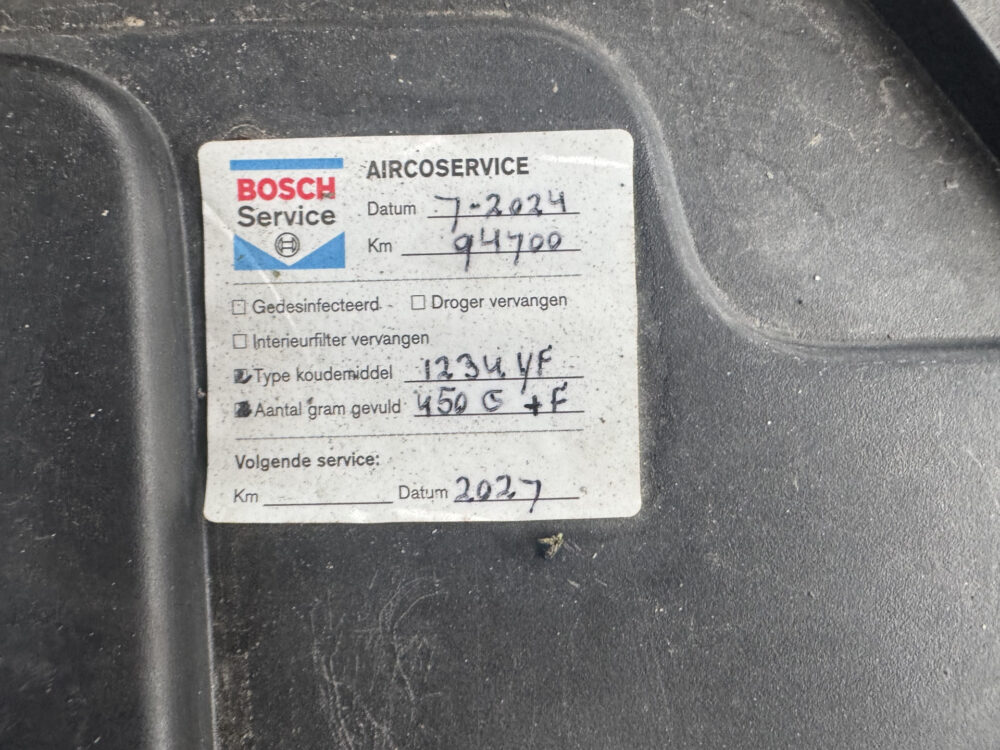 BOSCH
Service
AIRCOSERVICE
Datum 7-2024
Km 94700
Gedesinfecteerd Droger vervangen
Interieurfilter vervangen
Type koudemiddel 1234 YF
Aantal gram gevuld 450 G +F
Volgende service:
Km Datum 2027